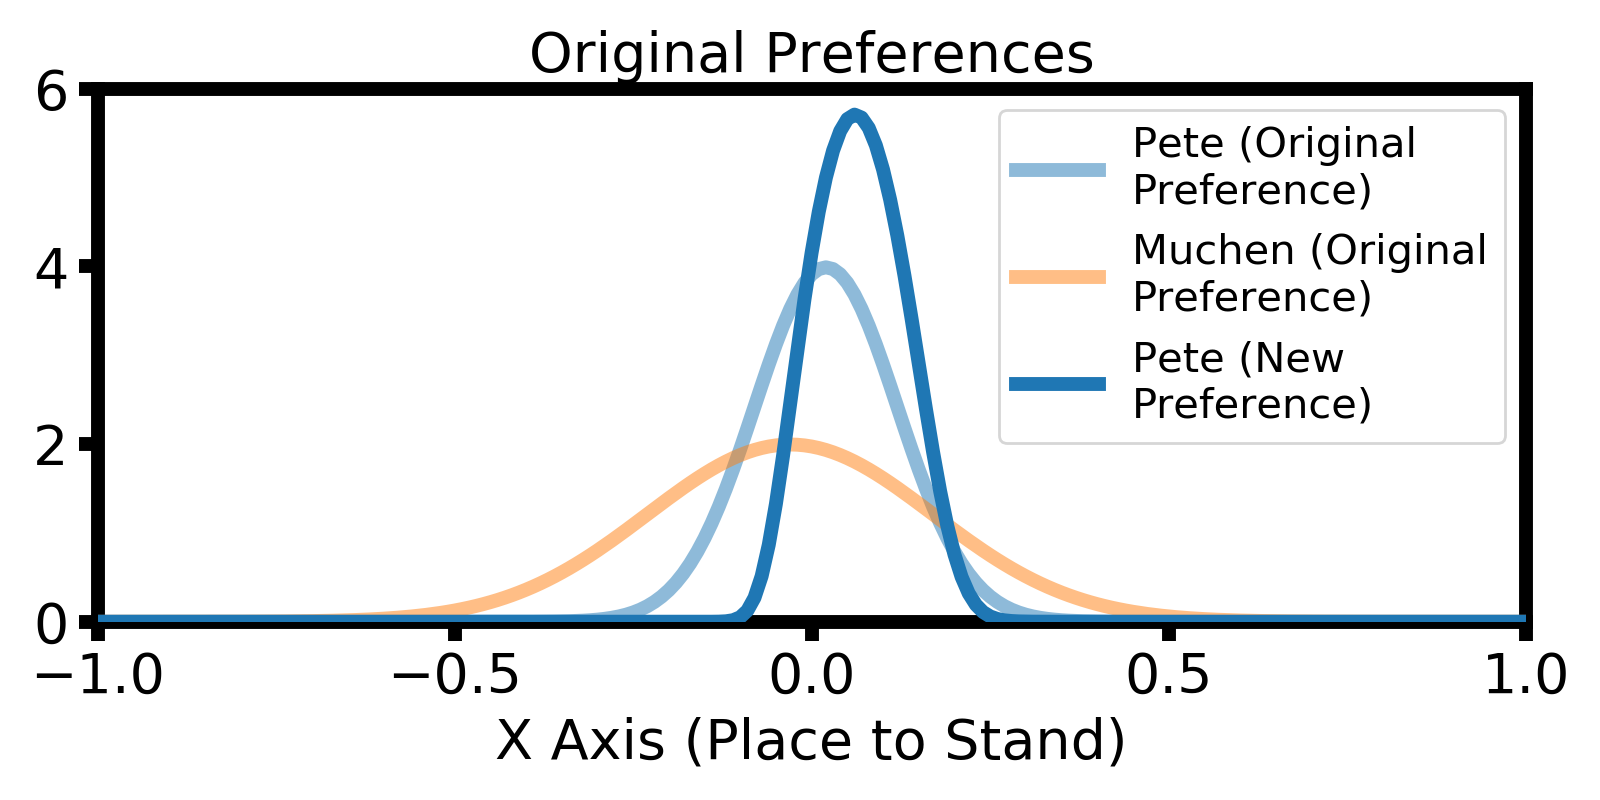 Original Preferences
6
4
2
0
−1.0 −0.5 0.0 0.5 1.0
X Axis (Place to Stand)
Pete (Original
Preference)
Muchen (Original
Preference)
Pete (New
Preference)